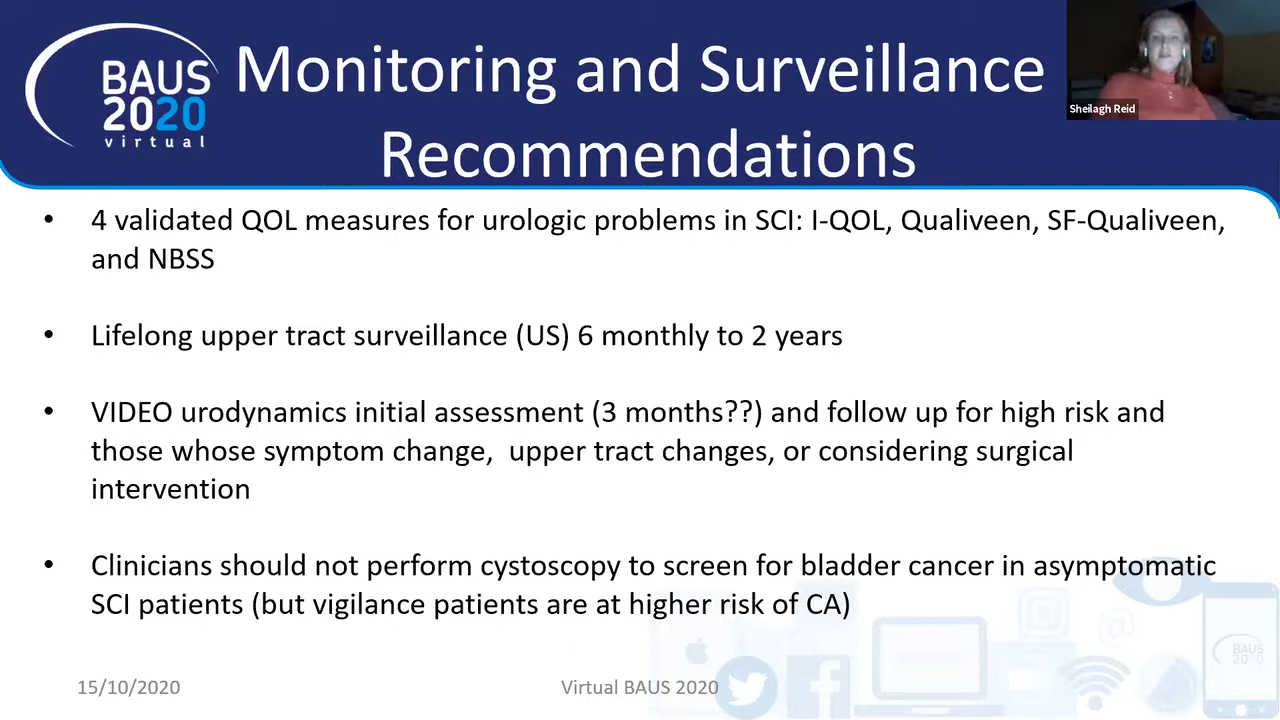 BAUS
2020
virtual
Monitoring and Surveillance
Recommendations
Sheilagh Reid
• 4 validated QOL measures for urologic problems in SCI: I-QOL, Qualiveen, SF-Qualiveen,
and NBSS
• Lifelong upper tract surveillance (US) 6 monthly to 2 years
• VIDEO urodynamics initial assessment (3 months??) and follow up for high risk and
those whose symptom change,  upper tract changes, or considering surgical
intervention
• Clinicians should not perform cystoscopy to screen for bladder cancer in asymptomatic
SCI patients (but vigilance patients are at higher risk of CA)
15/10/2020
Virtual BAUS 2020
BAUS
2020